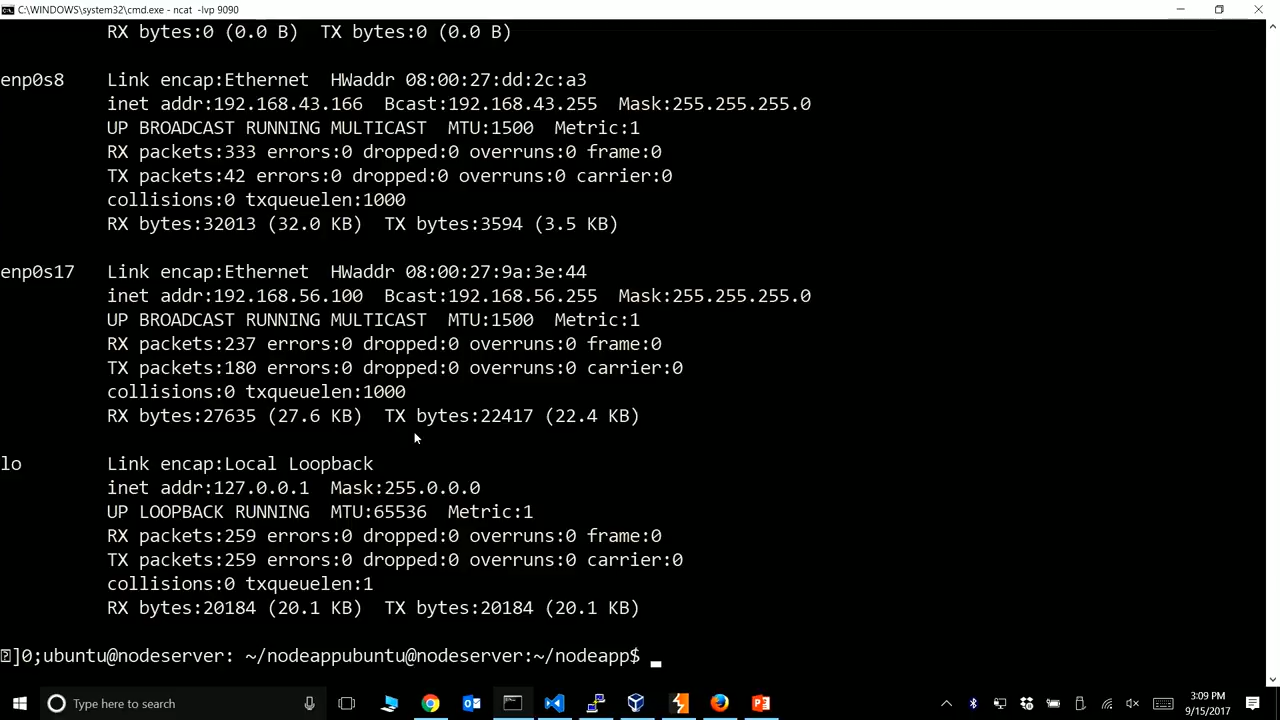 C:\WINDOWS\system32\cmd.exe - ncat -lvp 9090
RX bytes:0 (0.0 B)  TX bytes:0 (0.0 B)
enp0s8    Link encap:Ethernet  HWaddr 08:00:27:dd:2c:a3
inet addr:192.168.43.166  Bcast:192.168.43.255  Mask:255.255.255.0
UP BROADCAST RUNNING MULTICAST  MTU:1500  Metric:1
RX packets:333 errors:0 dropped:0 overruns:0 frame:0
TX packets:42 errors:0 dropped:0 overruns:0 carrier:0
collisions:0 txqueuelen:1000
RX bytes:32013 (32.0 KB)  TX bytes:3594 (3.5 KB)
enp0s17   Link encap:Ethernet  HWaddr 08:00:27:9a:3e:44
inet addr:192.168.56.100  Bcast:192.168.56.255  Mask:255.255.255.0
UP BROADCAST RUNNING MULTICAST  MTU:1500  Metric:1
RX packets:237 errors:0 dropped:0 overruns:0 frame:0
TX packets:180 errors:0 dropped:0 overruns:0 carrier:0
collisions:0 txqueuelen:1000
RX bytes:27635 (27.6 KB)  TX bytes:22417 (22.4 KB)
lo        Link encap:Local Loopback
inet addr:127.0.0.1  Mask:255.0.0.0
UP LOOPBACK RUNNING  MTU:65536  Metric:1
RX packets:259 errors:0 dropped:0 overruns:0 frame:0
TX packets:259 errors:0 dropped:0 overruns:0 carrier:0
collisions:0 txqueuelen:1
RX bytes:20184 (20.1 KB)  TX bytes:20184 (20.1 KB)
]0;ubuntu@nodeserver: ~/nodeappubuntu@nodeserver:~/nodeapp$
Type here to search
3:09 PM
9/15/2017